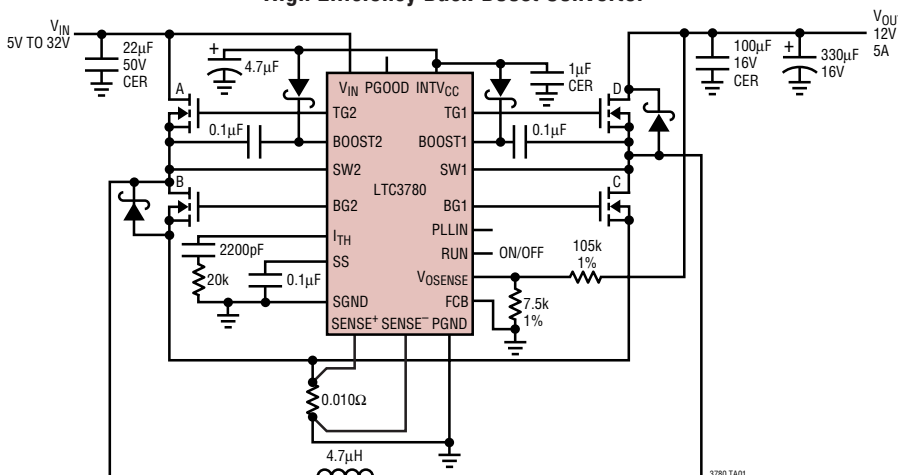 High Efficiency Buck-Boost Converter
VIN
5V TO 32V
22µF
50V
CER
+
4.7µF
1µF
CER
100µF
16V
CER
+
330µF
16V
12V
5A
A
D
VIN PGOOD INTVCC
TG2
TG1
0.1µF
BOOST2
BOOST1
0.1µF
SW2
SW1
B
C
LTC3780
BG2
BG1
ITH
PLLIN
2200pF
RUN
ON/OFF
105k
1%
20k
SS
0.1µF
VOSENSE
SGND
FCB
7.5k
1%
SENSE+ SENSE− PGND
0.010Ω
4.7µH
3780 TA01